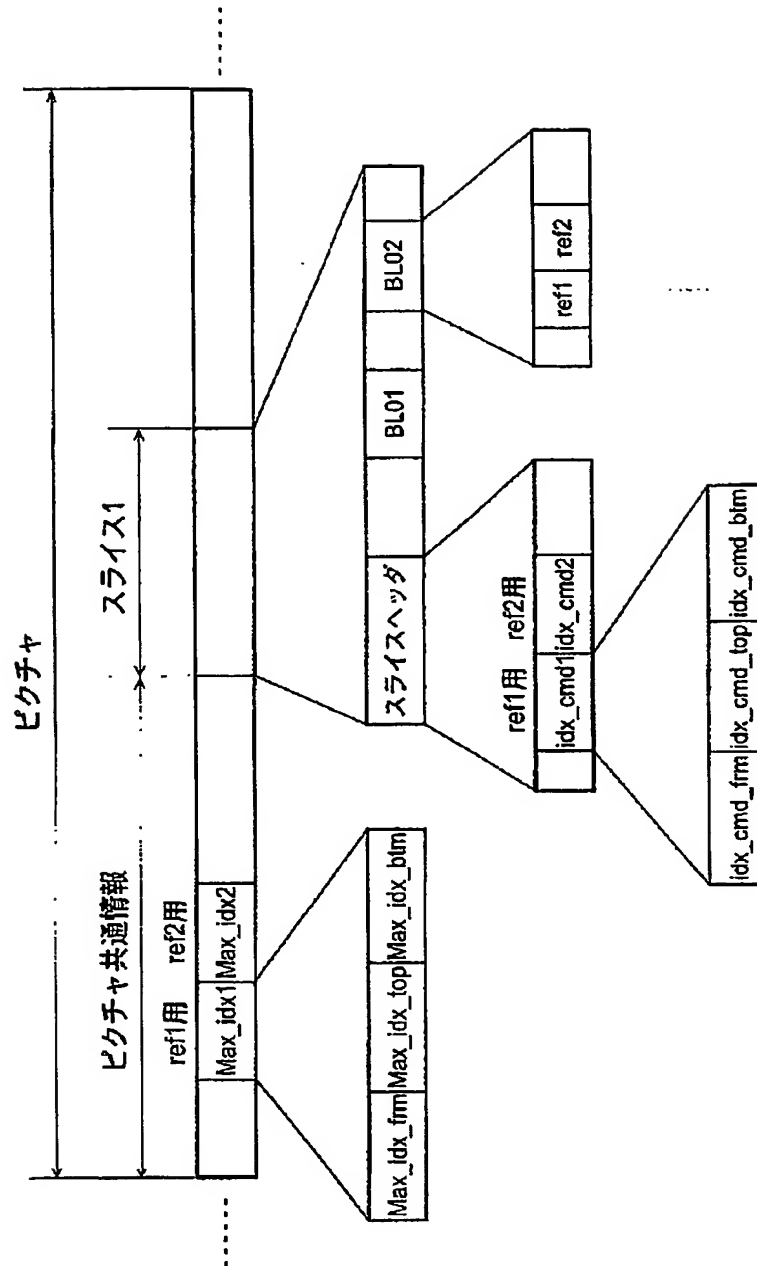 ピクチャ
ピクチャ共通情報
スライス1
ref1用 ref2用
Max_idx1 Max_idx2
Max_idx_frm Max_idx_top Max_idx_btm
スライスヘッダ BL01 BL02
ref1用 ref2用
idx_cmd1 idx_cmd2
ref1 ref2
idx_cmd_frm idx_cmd_top idx_cmd_btm